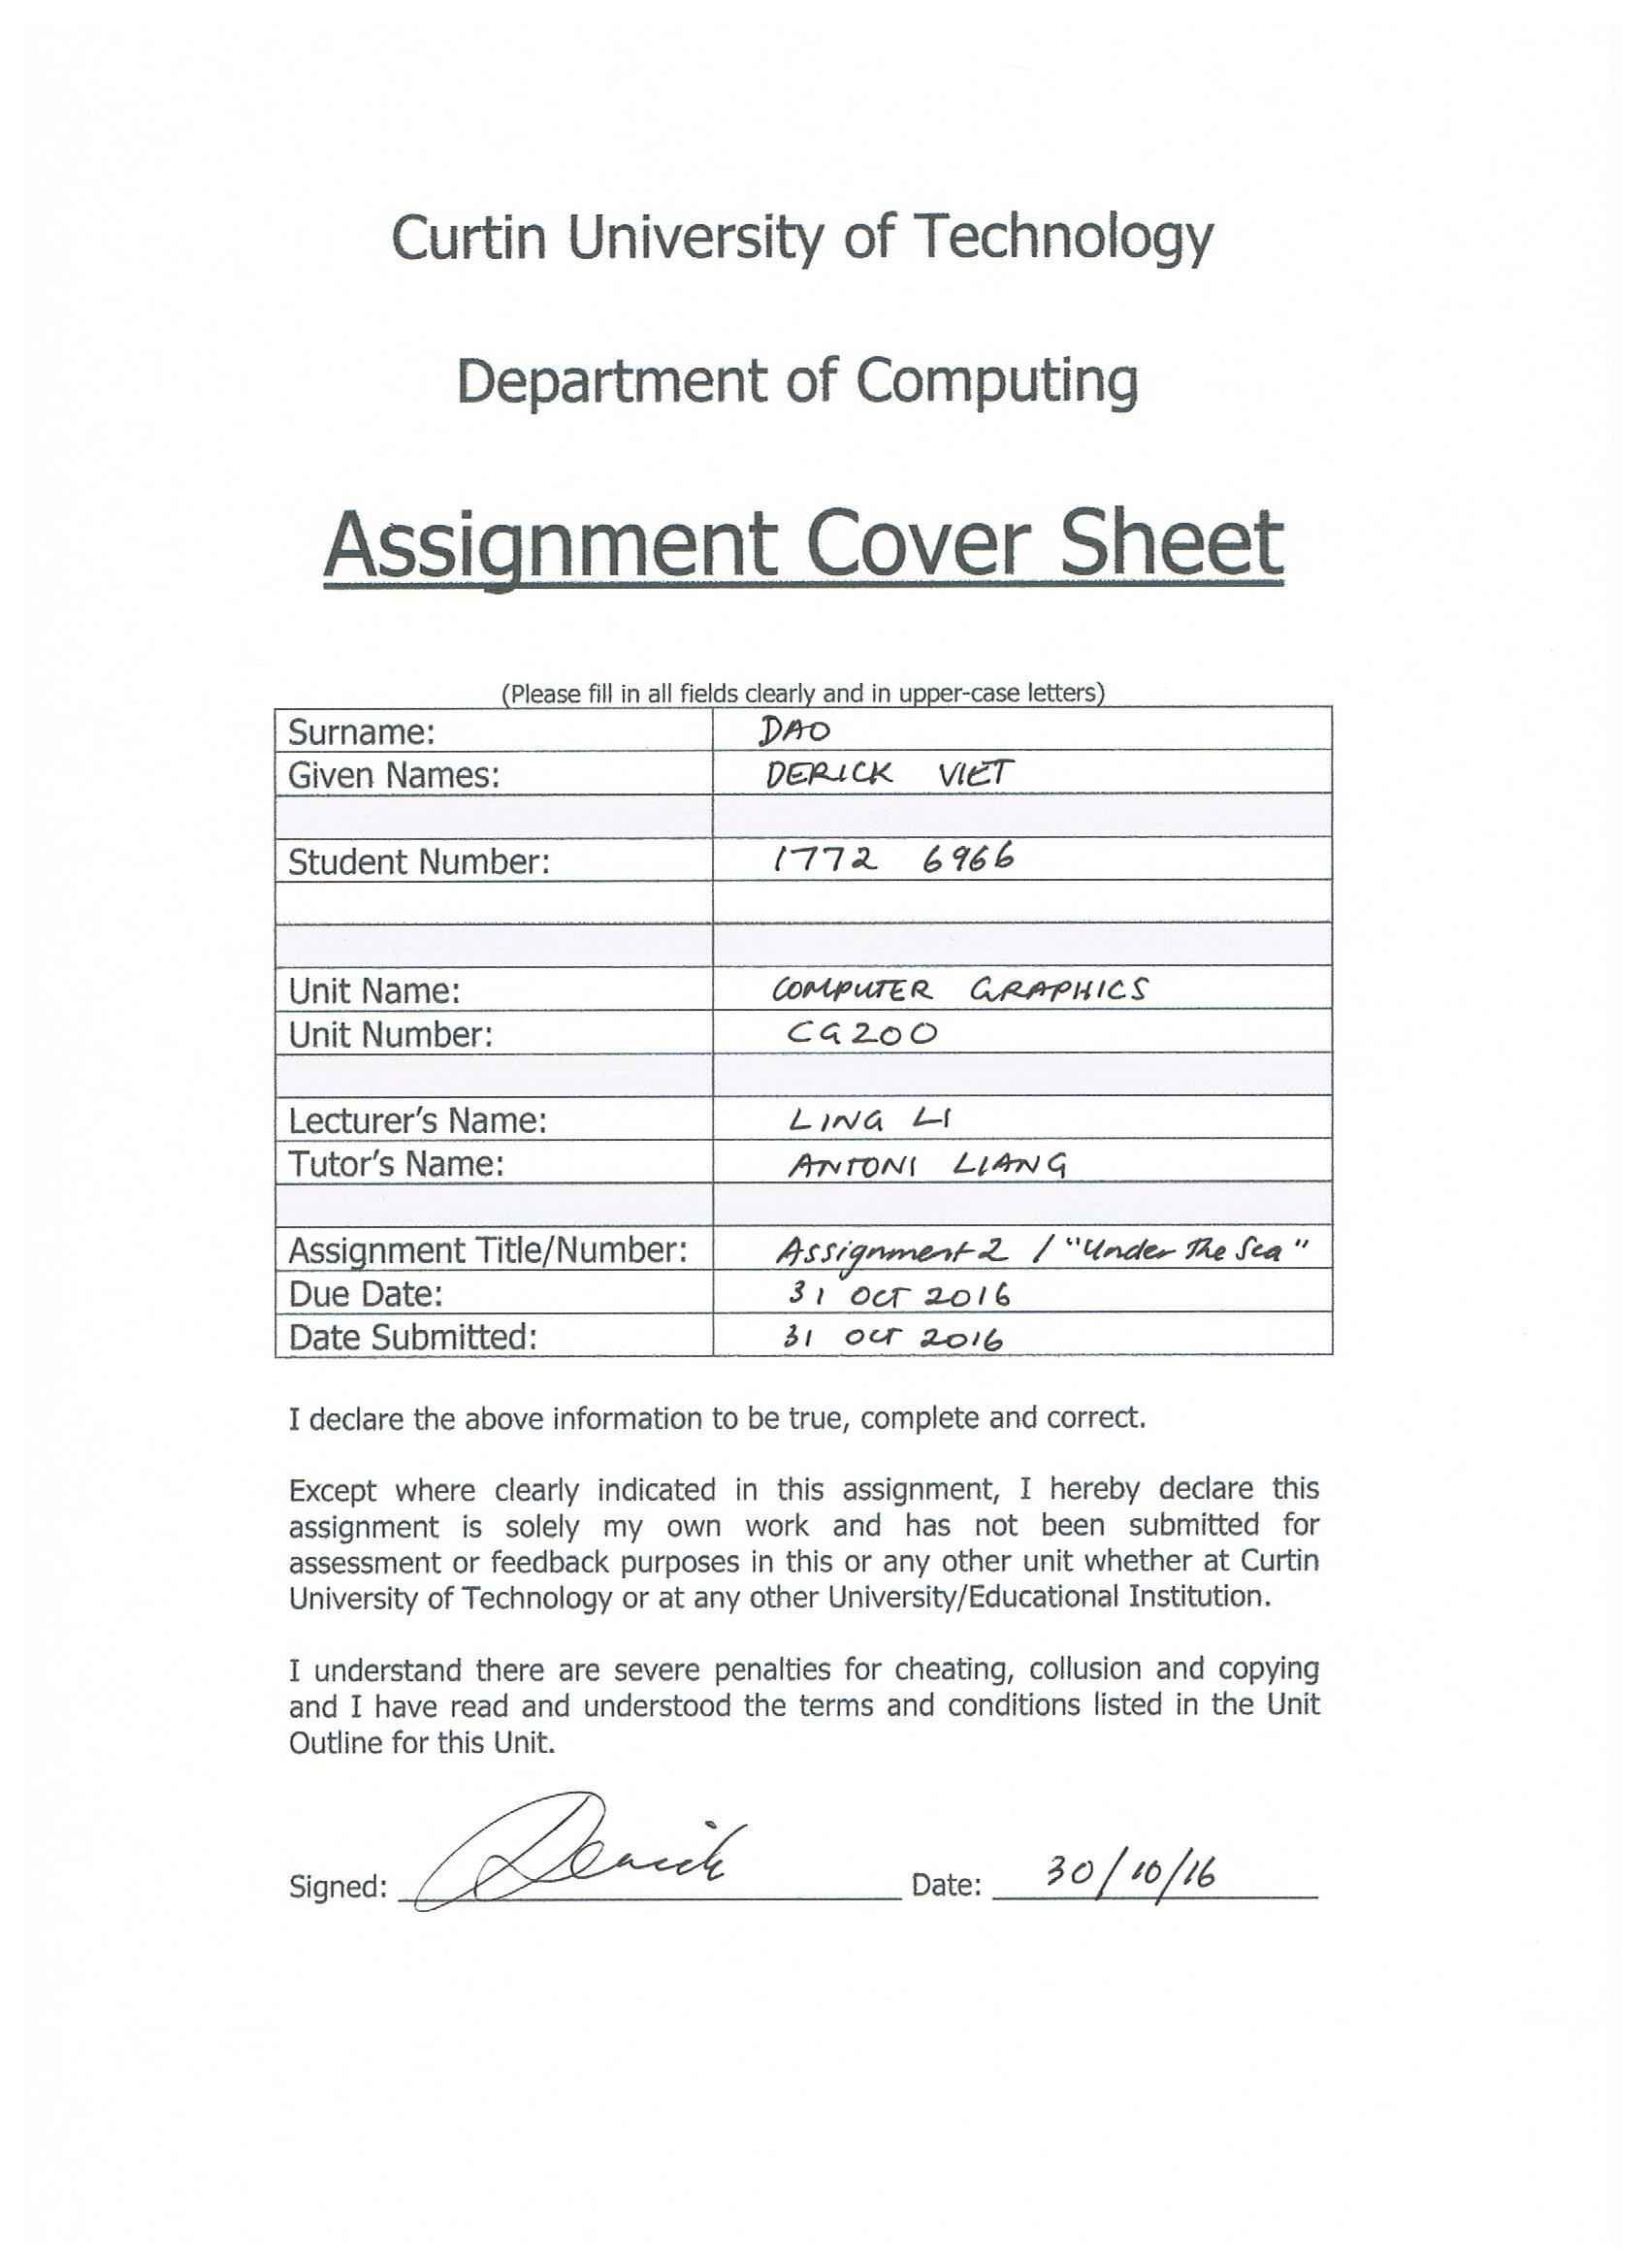 Curtin University of Technology
Department of Computing
Assignment Cover Sheet
(Please fill in all fields clearly and in upper-case letters)
Surname: DAO
Given Names: DERICK VIET
Student Number: 1772 6966
Unit Name: COMPUTER GRAPHICS
Unit Number: CG200
Lecturer's Name: LING LI
Tutor's Name: ANTONI LIANG
Assignment Title/Number: Assignment 2 / "Under The Sea"
Due Date: 31 OCT 2016
Date Submitted: 31 OCT 2016
I declare the above information to be true, complete and correct.
Except where clearly indicated in this assignment, I hereby declare this
assignment is solely my own work and has not been submitted for
assessment or feedback purposes in this or any other unit whether at Curtin
University of Technology or at any other University/Educational Institution.
I understand there are severe penalties for cheating, collusion and copying
and I have read and understood the terms and conditions listed in the Unit
Outline for this Unit.
Signed: Derick Date: 30/10/16